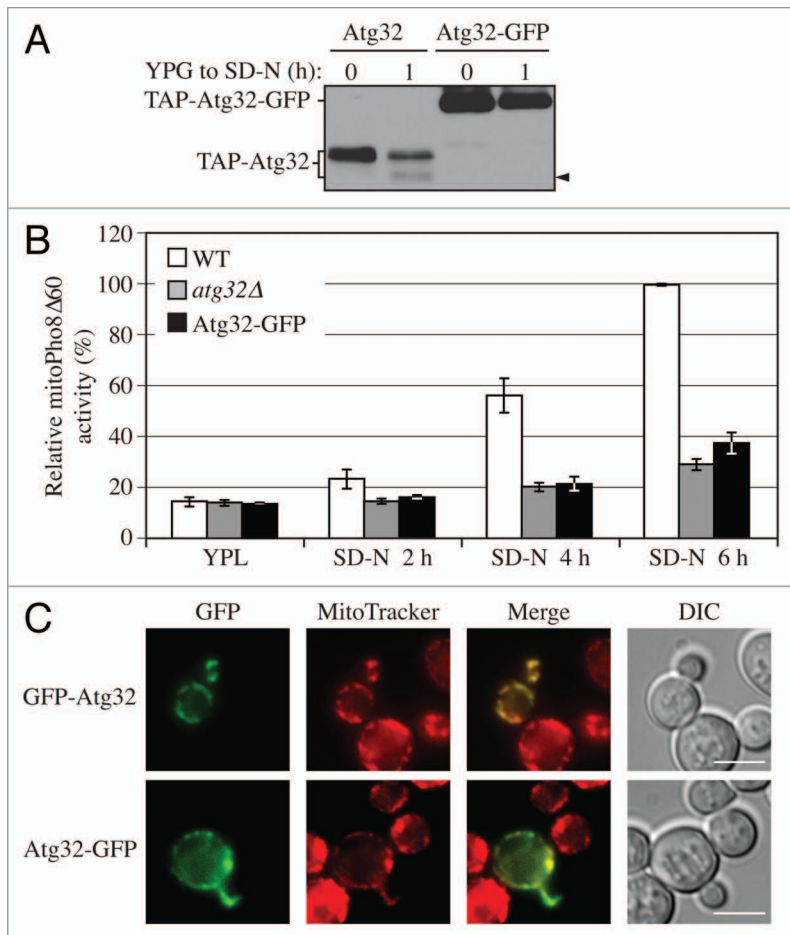 A
Atg32 Atg32-GFP
YPG to SD-N (h): 0 1 0 1
TAP-Atg32-GFP
TAP-Atg32
B
120
100
80
60
40
20
0
Relative mitoPho8Δ60
activity (%)
WT
atg32Δ
Atg32-GFP
YPL SD-N 2 h SD-N 4 h SD-N 6 h
C
GFP MitoTracker Merge DIC
GFP-Atg32
Atg32-GFP